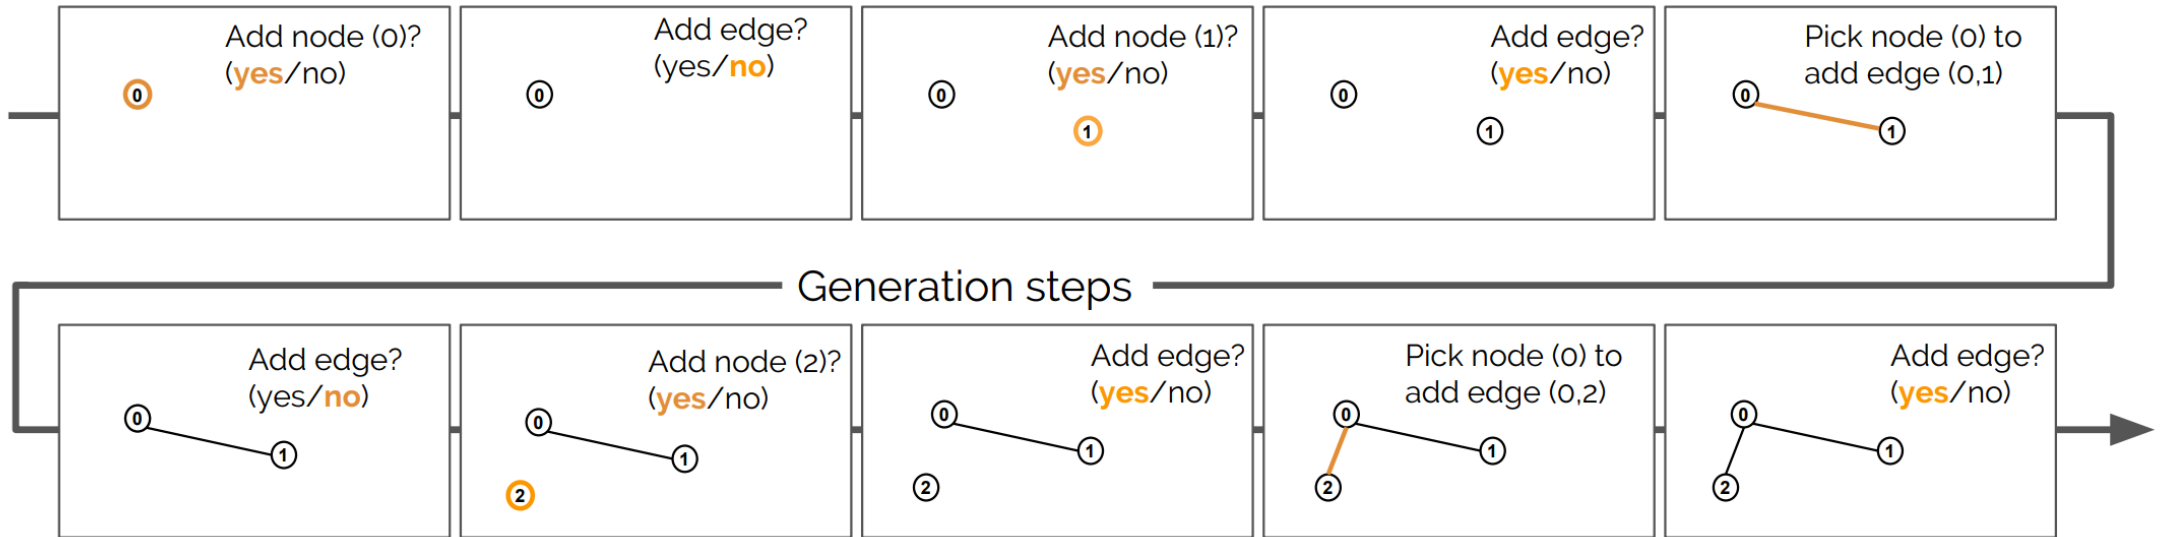 Add node (0)?
(yes/no)
0
Add edge?
(yes/no)
0
Add node (1)?
(yes/no)
0
1
Add edge?
(yes/no)
0
1
Pick node (0) to
add edge (0,1)
0
1
Generation steps
Add edge?
(yes/no)
0
1
Add node (2)?
(yes/no)
0
1
2
Add edge?
(yes/no)
0
1
2
Pick node (0) to
add edge (0,2)
0
1
2
Add edge?
(yes/no)
0
1
2